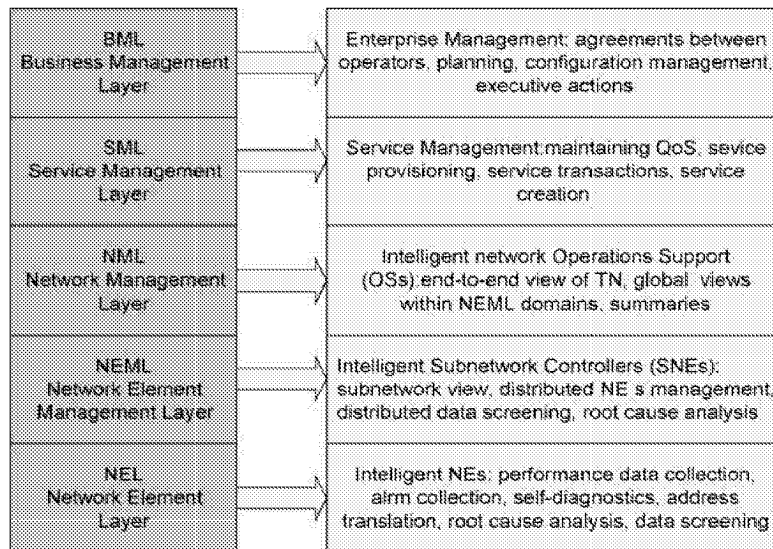 BML
Business Management
Layer
Enterprise Management: agreements between
operators, planning, configuration management,
executive actions
SML
Service Management
Layer
Service Management:maintaining QoS, sevice
provisioning, service transactions, service
creation
NML
Network Management
Layer
Intelligent network Operations Support
(OSs):end-to-end view of TN, global views
within NEML domains, summaries
NEML
Network Element
Management Layer
Intelligent Subnetwork Controllers (SNEs):
subnetwork view, distributed NE s management,
distributed data screening, root cause analysis
NEL
Network Element
Layer
Intelligent NEs: performance data collection,
alrm collection, self-diagnostics, address
translation, root cause analysis, data screening